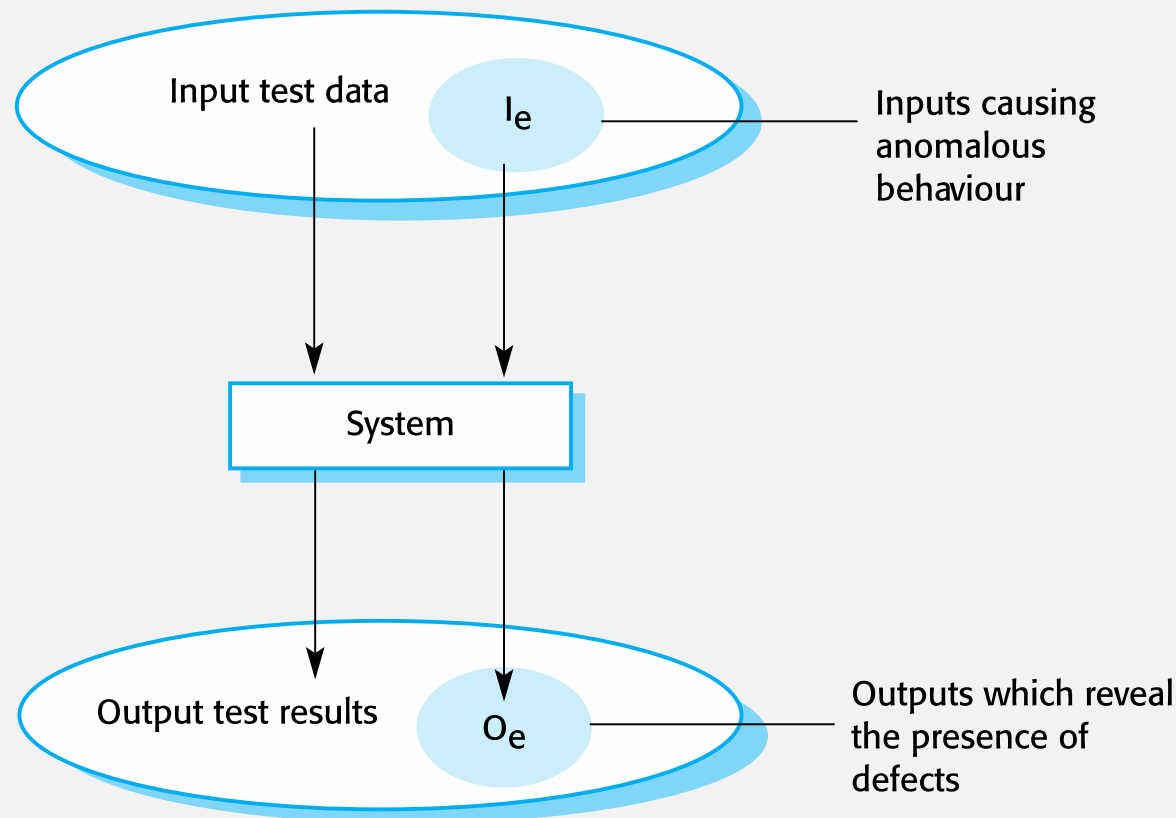 Input test data
Ie
Inputs causing
anomalous
behaviour
System
Output test results
Oe
Outputs which reveal
the presence of
defects